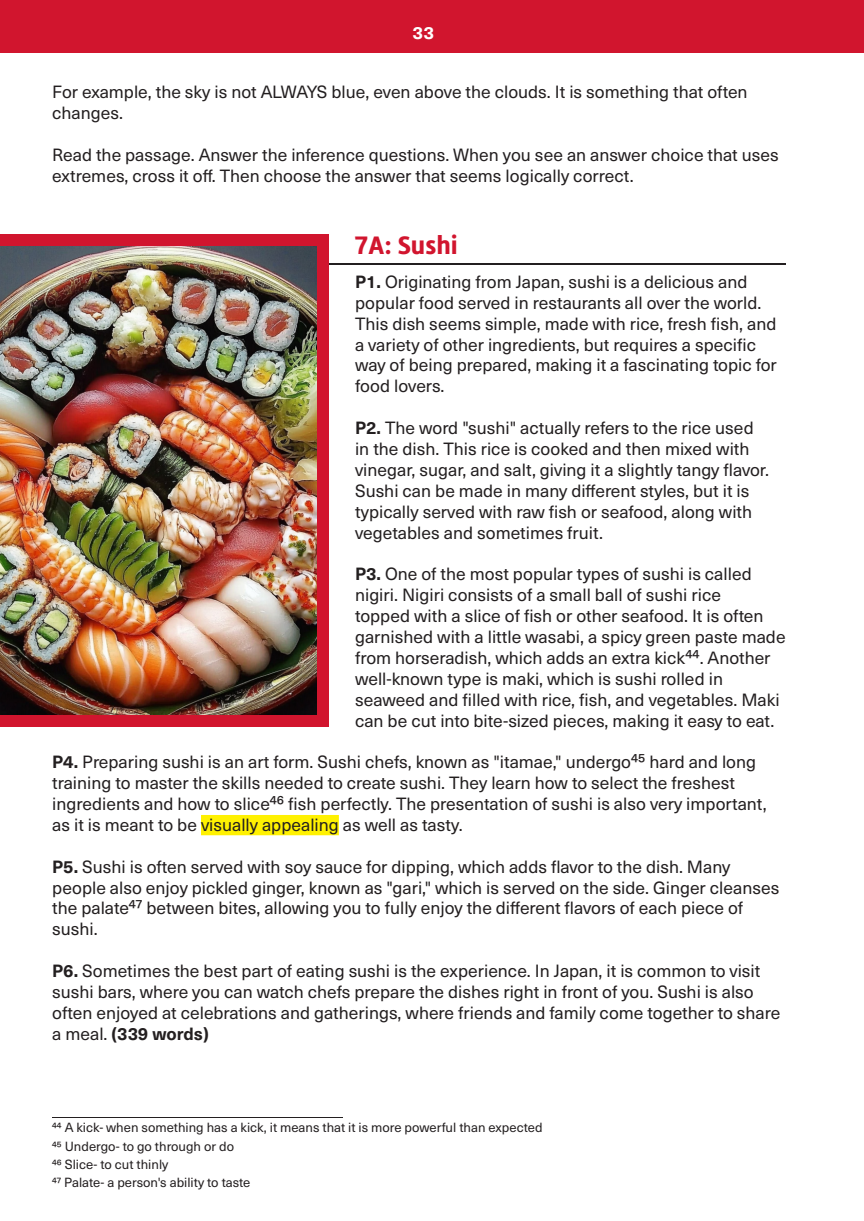 33
For example, the sky is not ALWAYS blue, even above the clouds. It is something that often
changes.
Read the passage. Answer the inference questions. When you see an answer choice that uses
extremes, cross it off. Then choose the answer that seems logically correct.
7A: Sushi
P1. Originating from Japan, sushi is a delicious and
popular food served in restaurants all over the world.
This dish seems simple, made with rice, fresh fish, and
a variety of other ingredients, but requires a specific
way of being prepared, making it a fascinating topic for
food lovers.
P2. The word "sushi" actually refers to the rice used
in the dish. This rice is cooked and then mixed with
vinegar, sugar, and salt, giving it a slightly tangy flavor.
Sushi can be made in many different styles, but it is
typically served with raw fish or seafood, along with
vegetables and sometimes fruit.
P3. One of the most popular types of sushi is called
nigiri. Nigiri consists of a small ball of sushi rice
topped with a slice of fish or other seafood. It is often
garnished with a little wasabi, a spicy green paste made
from horseradish, which adds an extra kick⁴⁴. Another
well-known type is maki, which is sushi rolled in
seaweed and filled with rice, fish, and vegetables. Maki
can be cut into bite-sized pieces, making it easy to eat.
P4. Preparing sushi is an art form. Sushi chefs, known as "itamae," undergo⁴⁵ hard and long
training to master the skills needed to create sushi. They learn how to select the freshest
ingredients and how to slice⁴⁶ fish perfectly. The presentation of sushi is also very important,
as it is meant to be visually appealing as well as tasty.
P5. Sushi is often served with soy sauce for dipping, which adds flavor to the dish. Many
people also enjoy pickled ginger, known as "gari," which is served on the side. Ginger cleanses
the palate⁴⁷ between bites, allowing you to fully enjoy the different flavors of each piece of
sushi.
P6. Sometimes the best part of eating sushi is the experience. In Japan, it is common to visit
sushi bars, where you can watch chefs prepare the dishes right in front of you. Sushi is also
often enjoyed at celebrations and gatherings, where friends and family come together to share
a meal. (339 words)
⁴⁴ A kick- when something has a kick, it means that it is more powerful than expected
⁴⁵ Undergo- to go through or do
⁴⁶ Slice- to cut thinly
⁴⁷ Palate- a person's ability to taste